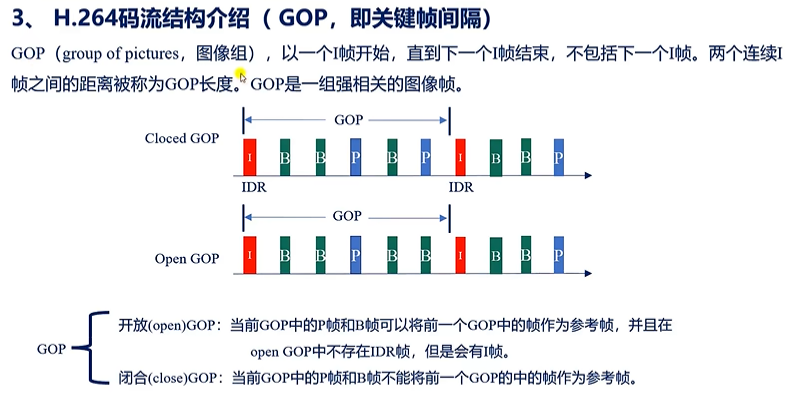 3、 H.264码流结构介绍（ GOP，即关键帧间隔）
GOP（group of pictures，图像组），以一个I帧开始，直到下一个I帧结束，不包括下一个I帧。两个连续I
帧之间的距离被称为GOP长度。GOP是一组强相关的图像帧。
GOP
Cloced GOP
I B B P B P I B B P
IDR IDR
GOP
Open GOP
I B B P B B I B B P
开放(open)GOP：当前GOP中的P帧和B帧可以将前一个GOP中的帧作为参考帧，并且在
open GOP中不存在IDR帧，但是会有I帧。
GOP
闭合(close)GOP：当前GOP中的P帧和B帧不能将前一个GOP的中的帧作为参考帧。